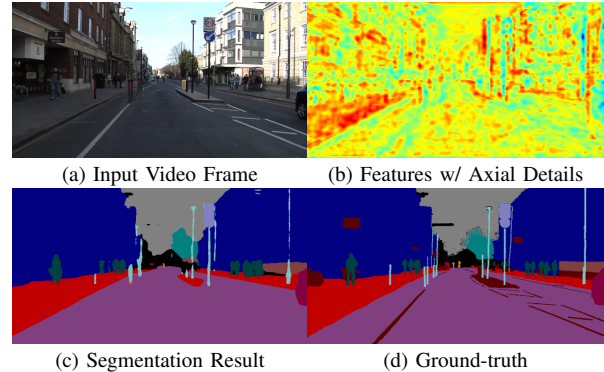 (a) Input Video Frame
(b) Features w/ Axial Details
(c) Segmentation Result
(d) Ground-truth